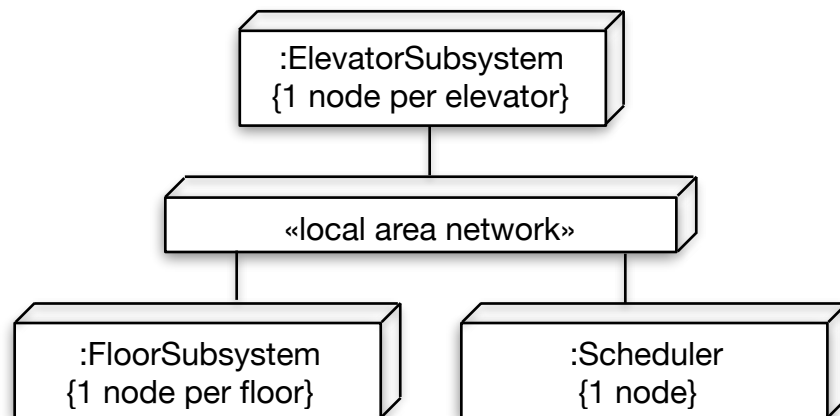 :ElevatorSubsystem
{1 node per elevator}
«local area network»
:FloorSubsystem
{1 node per floor}
:Scheduler
{1 node}